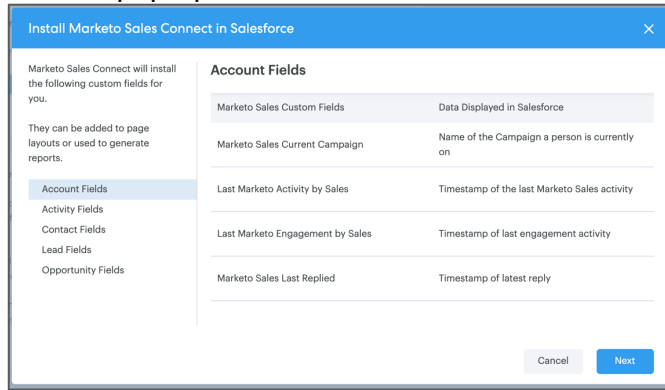 Install Marketo Sales Connect in Salesforce
Marketo Sales Connect will install
the following custom fields for
you.
They can be added to page
layouts or used to generate
reports.
Account Fields
Activity Fields
Contact Fields
Lead Fields
Opportunity Fields
Account Fields
Marketo Sales Custom Fields Data Displayed in Salesforce
Marketo Sales Current Campaign Name of the Campaign a person is currently
on
Last Marketo Activity by Sales Timestamp of the last Marketo Sales activity
Last Marketo Engagement by Sales Timestamp of last engagement activity
Marketo Sales Last Replied Timestamp of latest reply
Cancel Next